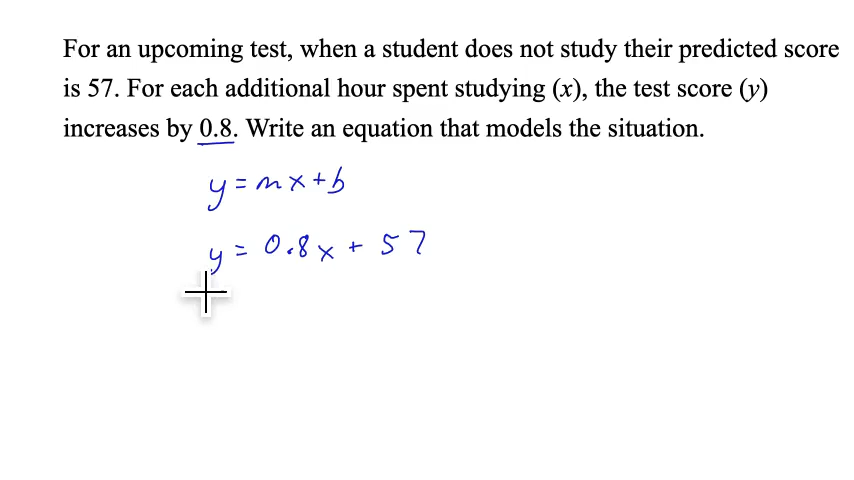 For an upcoming test, when a student does not study their predicted score
is 57. For each additional hour spent studying (x), the test score (y)
increases by 0.8. Write an equation that models the situation.
y = mx + b
y = 0.8x + 57